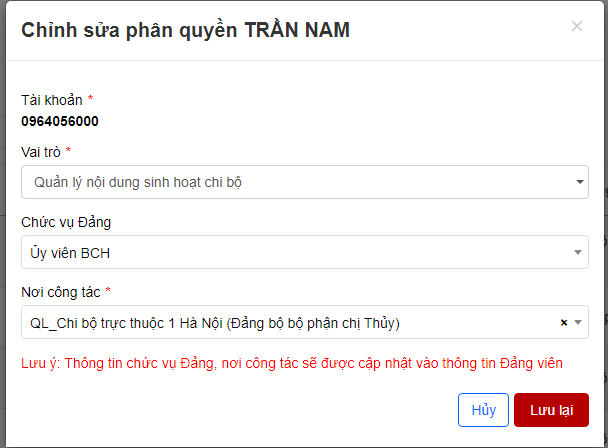 Chỉnh sửa phân quyền TRẦN NAM ×
Tài khoản *
0964056000
Vai trò *
Quản lý nội dung sinh hoạt chi bộ
Chức vụ Đảng
Ủy viên BCH
Nơi công tác *
QL_Chi bộ trực thuộc 1 Hà Nội (Đảng bộ bộ phận chị Thủy) ×
Lưu ý: Thông tin chức vụ Đảng, nơi công tác sẽ được cập nhật vào thông tin Đảng viên
Hủy Lưu lại